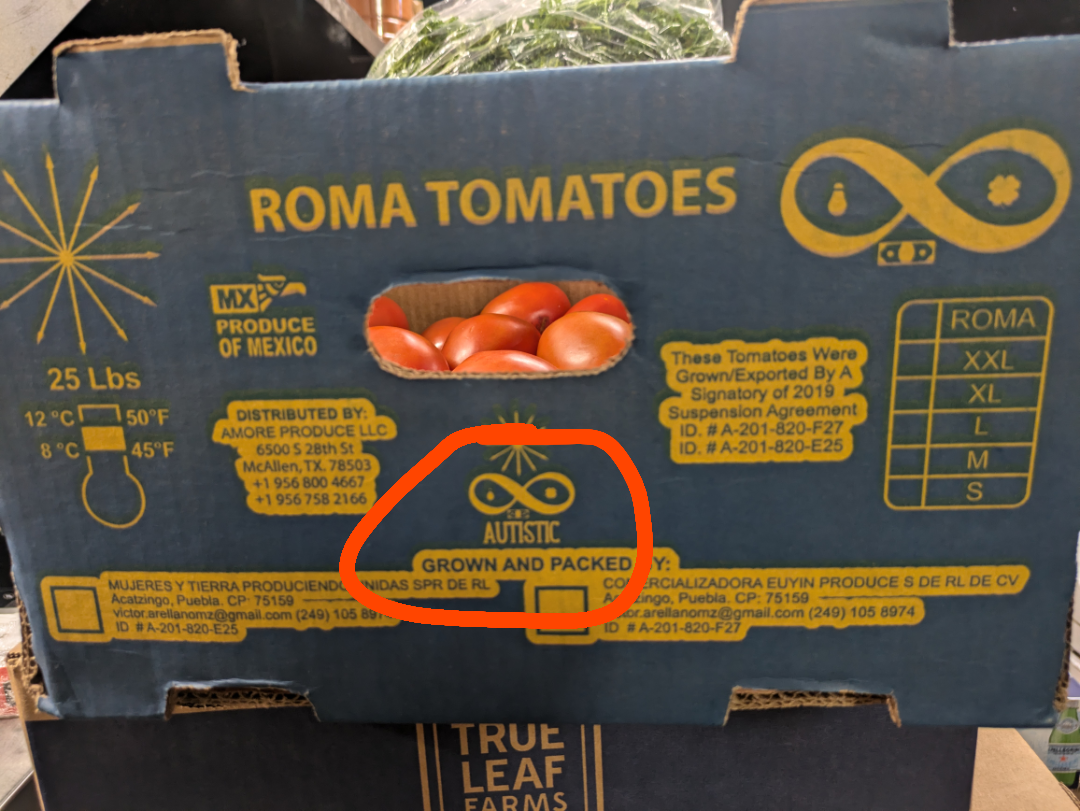 ROMA TOMATOES
MX
PRODUCE
OF MEXICO
25 Lbs
12 °C 50°F
8 °C 45°F
DISTRIBUTED BY:
AMORE PRODUCE LLC
6500 S 28th St
McAllen, TX. 78503
+1 956 800 4667
+1 956 758 2166
These Tomatoes Were
Grown/Exported By A
Signatory of 2019
Suspension Agreement
ID. # A-201-820-F27
ID. # A-201-820-E25
ROMA
XXL
XL
L
M
S
AUTISTIC
GROWN AND PACKED BY:
MUJERES Y TIERRA PRODUCIENDO UNIDAS SPR DE RL
Acatzingo, Puebla. CP: 75159
victor.arellanomz@gmail.com (249) 105
ID # A-201-820-E25
COMERCIALIZADORA EUYIN PRODUCE S DE RL DE CV
Acatzingo, Puebla. CP: 75159
victor.arellanomz@gmail.com (249) 105 8974
ID # A-201-820-F27
TRUE
LEAF
FARMS